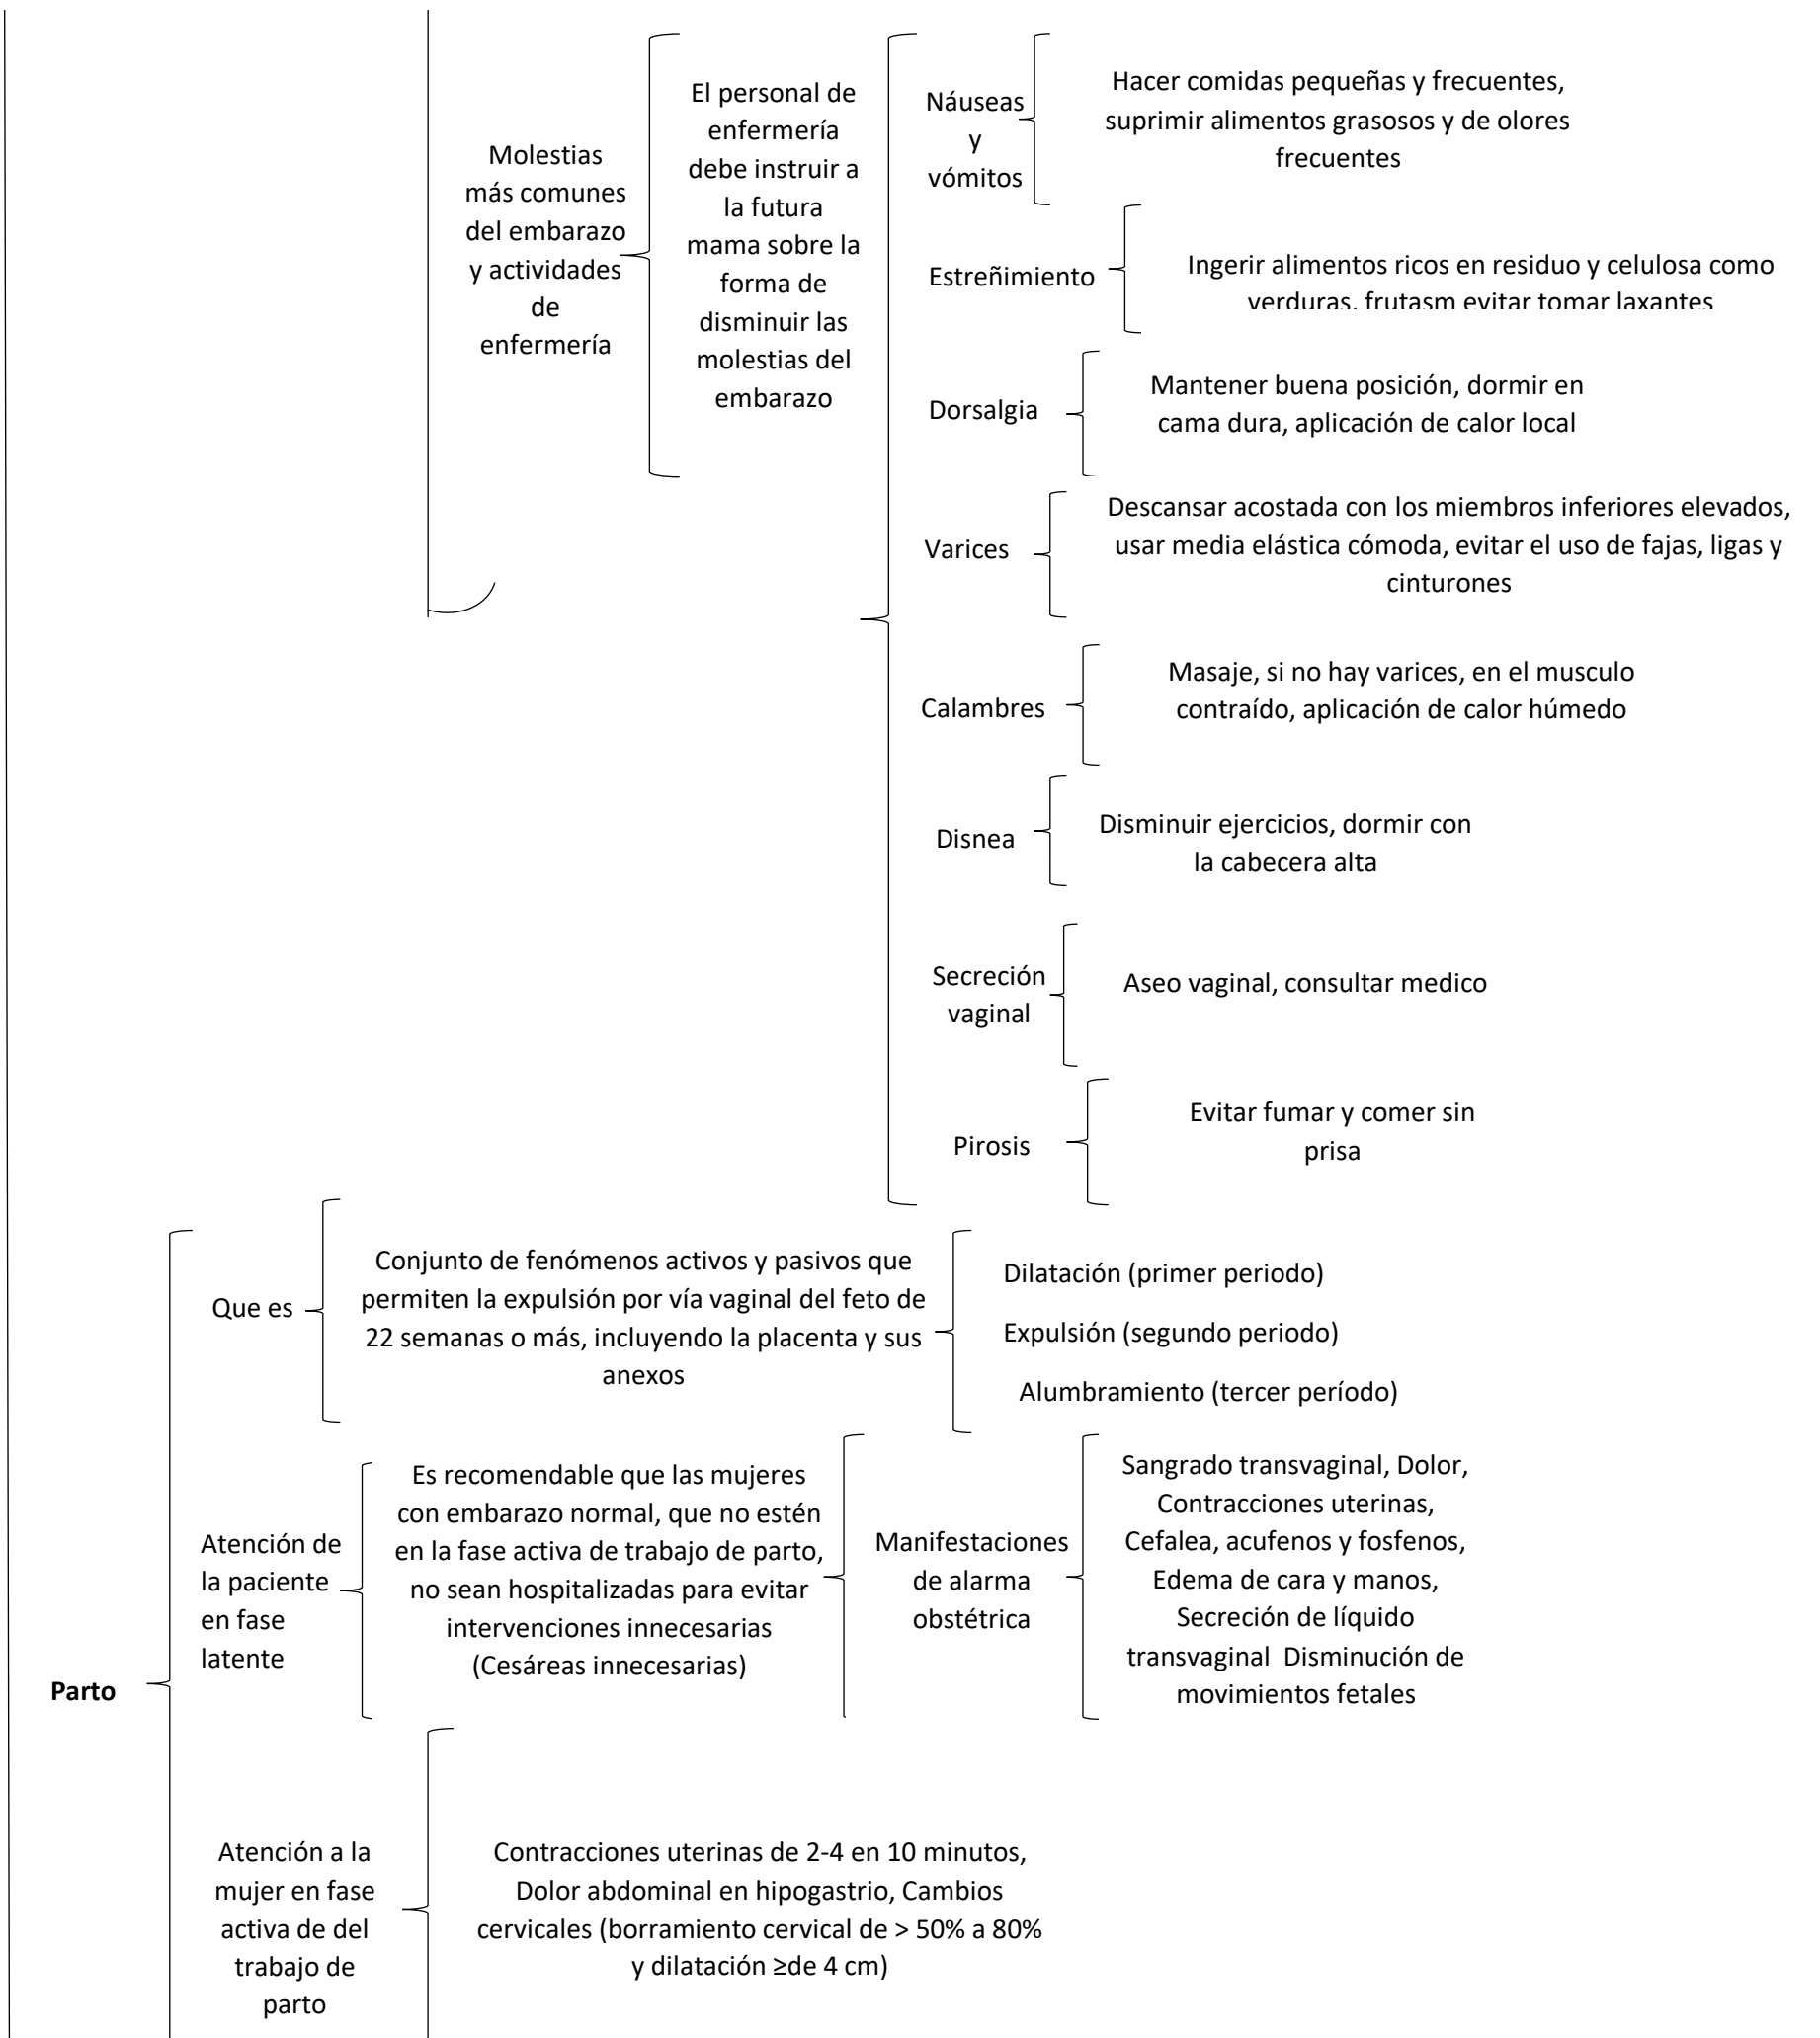 Molestias
más comunes
del embarazo
y actividades
de
enfermería
El personal de
enfermería
debe instruir a
la futura
mama sobre la
forma de
disminuir las
molestias del
embarazo
Náuseas
y
vómitos
Hacer comidas pequeñas y frecuentes,
suprimir alimentos grasosos y de olores
frecuentes
Estreñimiento
Ingerir alimentos ricos en residuo y celulosa como
verduras, frutasm evitar tomar laxantes
Dorsalgia
Mantener buena posición, dormir en
cama dura, aplicación de calor local
Varices
Descansar acostada con los miembros inferiores elevados,
usar media elástica cómoda, evitar el uso de fajas, ligas y
cinturones
Calambres
Masaje, si no hay varices, en el musculo
contraído, aplicación de calor húmedo
Disnea
Disminuir ejercicios, dormir con
la cabecera alta
Secreción
vaginal
Aseo vaginal, consultar medico
Pirosis
Evitar fumar y comer sin
prisa
Parto
Que es
Conjunto de fenómenos activos y pasivos que
permiten la expulsión por vía vaginal del feto de
22 semanas o más, incluyendo la placenta y sus
anexos
Dilatación (primer periodo)
Expulsión (segundo periodo)
Alumbramiento (tercer período)
Atención de
la paciente
en fase
latente
Es recomendable que las mujeres
con embarazo normal, que no estén
en la fase activa de trabajo de parto,
no sean hospitalizadas para evitar
intervenciones innecesarias
(Cesáreas innecesarias)
Manifestaciones
de alarma
obstétrica
Sangrado transvaginal, Dolor,
Contracciones uterinas,
Cefalea, acufenos y fosfenos,
Edema de cara y manos,
Secreción de líquido
transvaginal  Disminución de
movimientos fetales
Atención a la
mujer en fase
activa de del
trabajo de
parto
Contracciones uterinas de 2-4 en 10 minutos,
Dolor abdominal en hipogastrio, Cambios
cervicales (borramiento cervical de > 50% a 80%
y dilatación ≥de 4 cm)